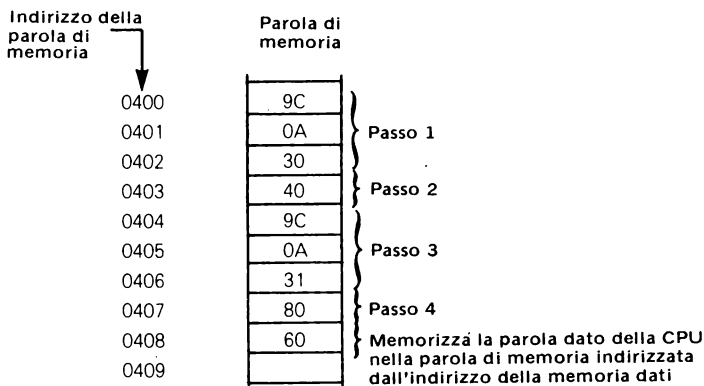 Indirizzo della
parola di
memoria
Parola di
memoria
0400 9C
0401 0A Passo 1
0402 30
0403 40 Passo 2
0404 9C
0405 0A Passo 3
0406 31
0407 80 Passo 4
0408 60 Memorizza la parola dato della CPU
nella parola di memoria indirizzata
0409 dall'indirizzo della memoria dati